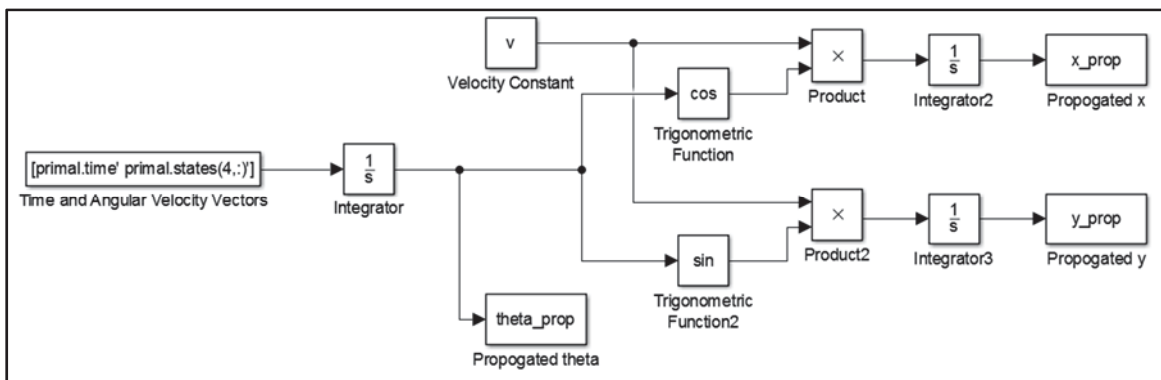 v
Velocity Constant
×
Product
1
s
Integrator2
x_prop
Propogated x
cos
Trigonometric
Function
[primal.time' primal.states(4,:)']
Time and Angular Velocity Vectors
1
s
Integrator
×
Product2
1
s
Integrator3
y_prop
Propogated y
sin
Trigonometric
Function2
theta_prop
Propogated theta